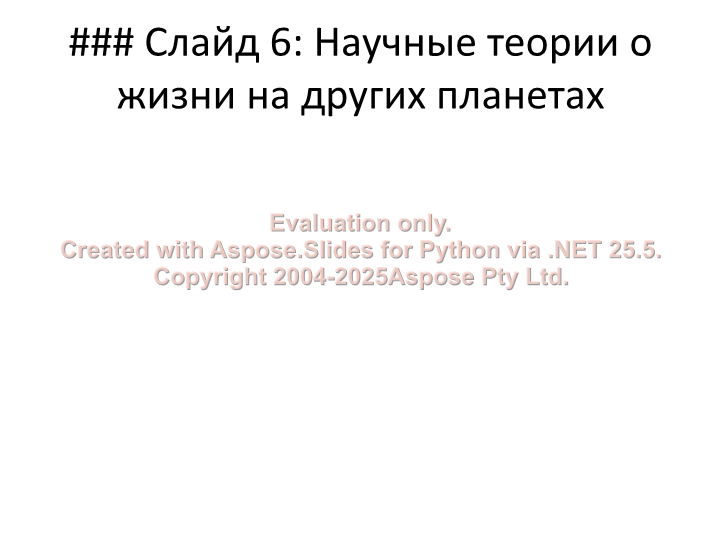 ### Слайд 6: Научные теории о
жизни на других планетах
Evaluation only.
Created with Aspose.Slides for Python via .NET 25.5.
Copyright 2004-2025Aspose Pty Ltd.